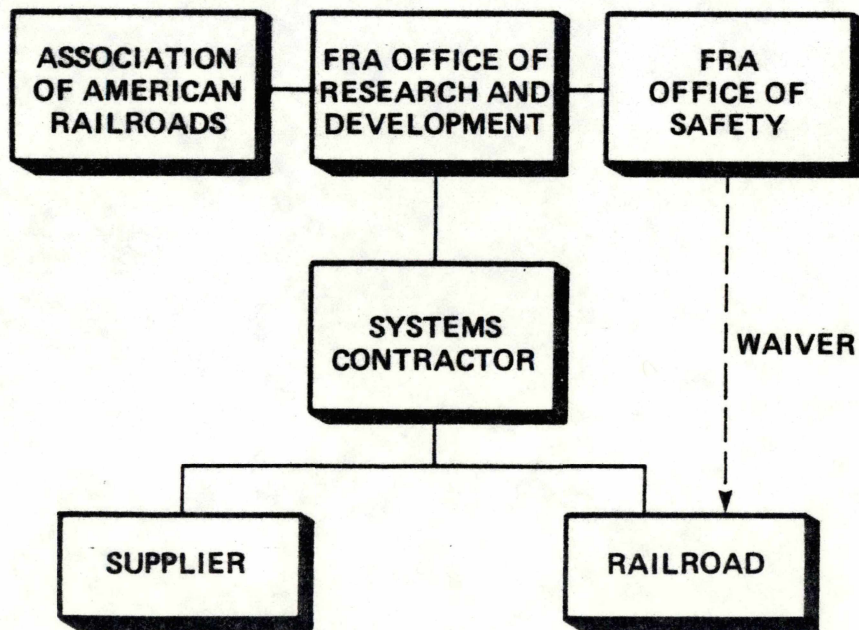 ASSOCIATION
OF AMERICAN
RAILROADS
FRA OFFICE OF
RESEARCH AND
DEVELOPMENT
FRA
OFFICE OF
SAFETY
SYSTEMS
CONTRACTOR
WAIVER
SUPPLIER
RAILROAD